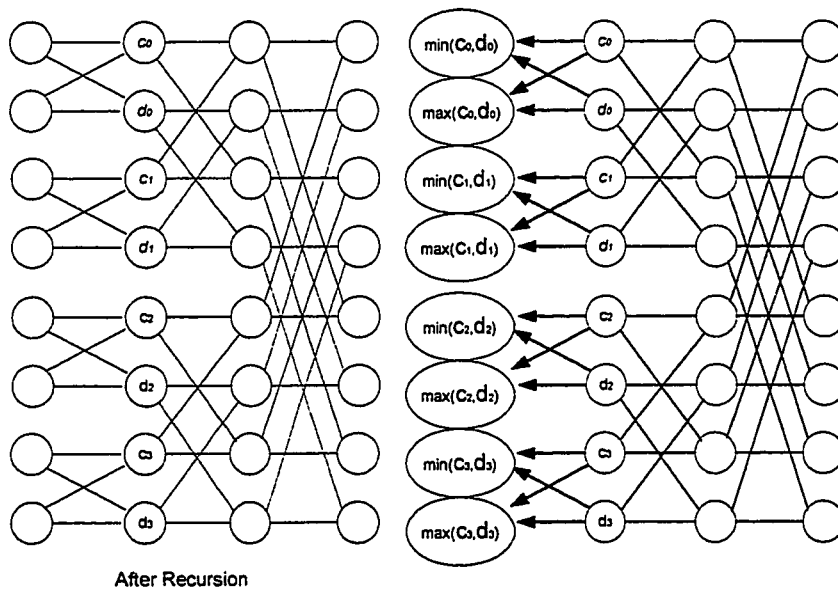 c0
d0
c1
d1
c2
d2
c3
d3
After Recursion
min(c0,d0)
max(c0,d0)
min(c1,d1)
max(c1,d1)
min(c2,d2)
max(c2,d2)
min(c3,d3)
max(c3,d3)
c0
d0
c1
d1
c2
d2
c3
d3